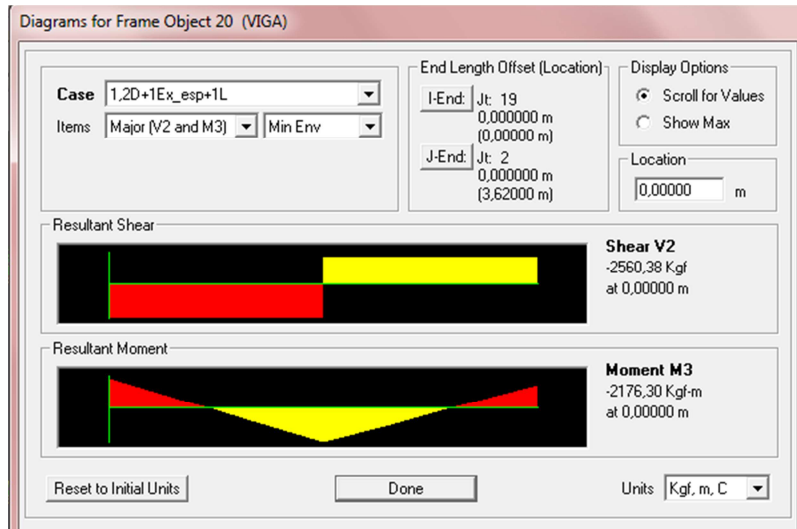 Diagrams for Frame Object 20 (VIGA)
Case 1,2D+1Ex_esp+1L
Items Major (V2 and M3) Min Env
End Length Offset (Location)
I-End: Jt: 19
0,000000 m
(0,00000 m)
J-End: Jt: 2
0,000000 m
(3,62000 m)
Display Options
Scroll for Values
Show Max
Location
0,00000 m
Resultant Shear
Shear V2
-2560,38 Kgf
at 0,00000 m
Resultant Moment
Moment M3
-2176,30 Kgf-m
at 0,00000 m
Reset to Initial Units
Done
Units Kgf, m, C